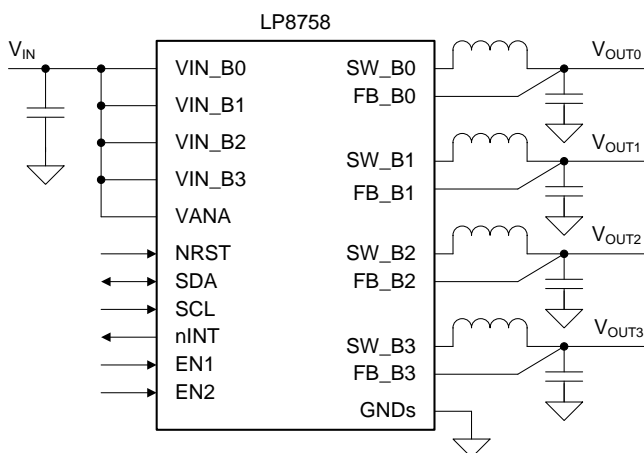 LP8758
VIN
VIN_B0
VIN_B1
VIN_B2
VIN_B3
VANA
NRST
SDA
SCL
nINT
EN1
EN2
SW_B0
FB_B0
SW_B1
FB_B1
SW_B2
FB_B2
SW_B3
FB_B3
GNDs
VOUT0
VOUT1
VOUT2
VOUT3